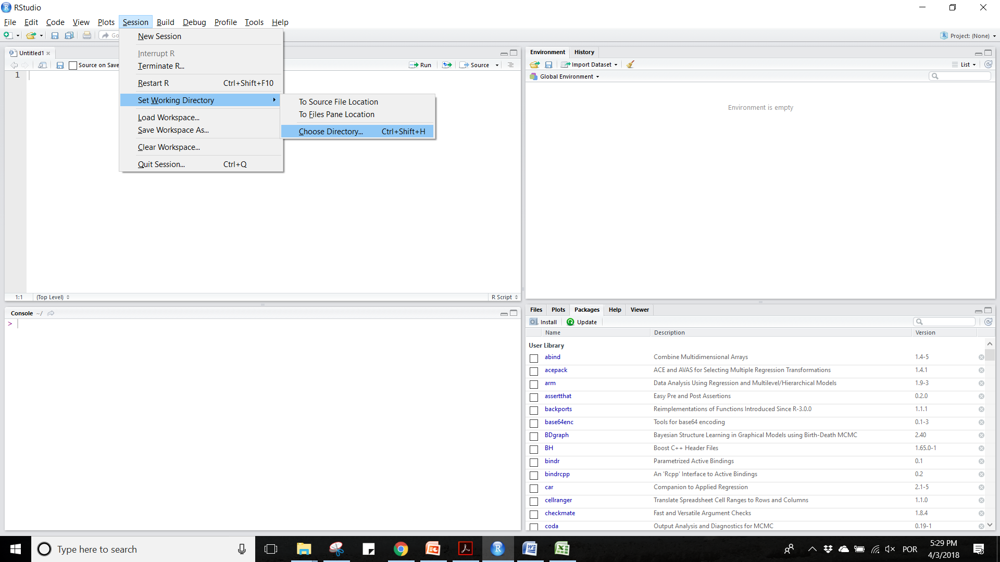 RStudio
File Edit Code View Plots Session Build Debug Profile Tools Help
Go
Project: (None)
New Session
Interrupt R
Terminate R...
Restart R Ctrl+Shift+F10
Set Working Directory
Load Workspace...
Save Workspace As...
Clear Workspace...
Quit Session... Ctrl+Q
To Source File Location
To Files Pane Location
Choose Directory... Ctrl+Shift+H
Untitled1
Source on Save
Run
Source
1
1:1
(Top Level)
R Script
Console ~/
>
Environment History
Import Dataset
List
Global Environment
Environment is empty
Files Plots Packages Help Viewer
Install Update
Name Description Version
User Library
abind Combine Multidimensional Arrays 1.4-5
acepack ACE and AVAS for Selecting Multiple Regression Transformations 1.4.1
arm Data Analysis Using Regression and Multilevel/Hierarchical Models 1.9-3
assertthat Easy Pre and Post Assertions 0.2.0
backports Reimplementations of Functions Introduced Since R-3.0.0 1.1.1
base64enc Tools for base64 encoding 0.1-3
BDgraph Bayesian Structure Learning in Graphical Models using Birth-Death MCMC 2.40
BH Boost C++ Header Files 1.65.0-1
bindr Parametrized Active Bindings 0.1
bindrcpp An 'Rcpp' Interface to Active Bindings 0.2
car Companion to Applied Regression 2.1-5
cellranger Translate Spreadsheet Cell Ranges to Rows and Columns 1.1.0
checkmate Fast and Versatile Argument Checks 1.8.4
coda Output Analysis and Diagnostics for MCMC 0.19-1
Type here to search
POR
5:29 PM
4/3/2018